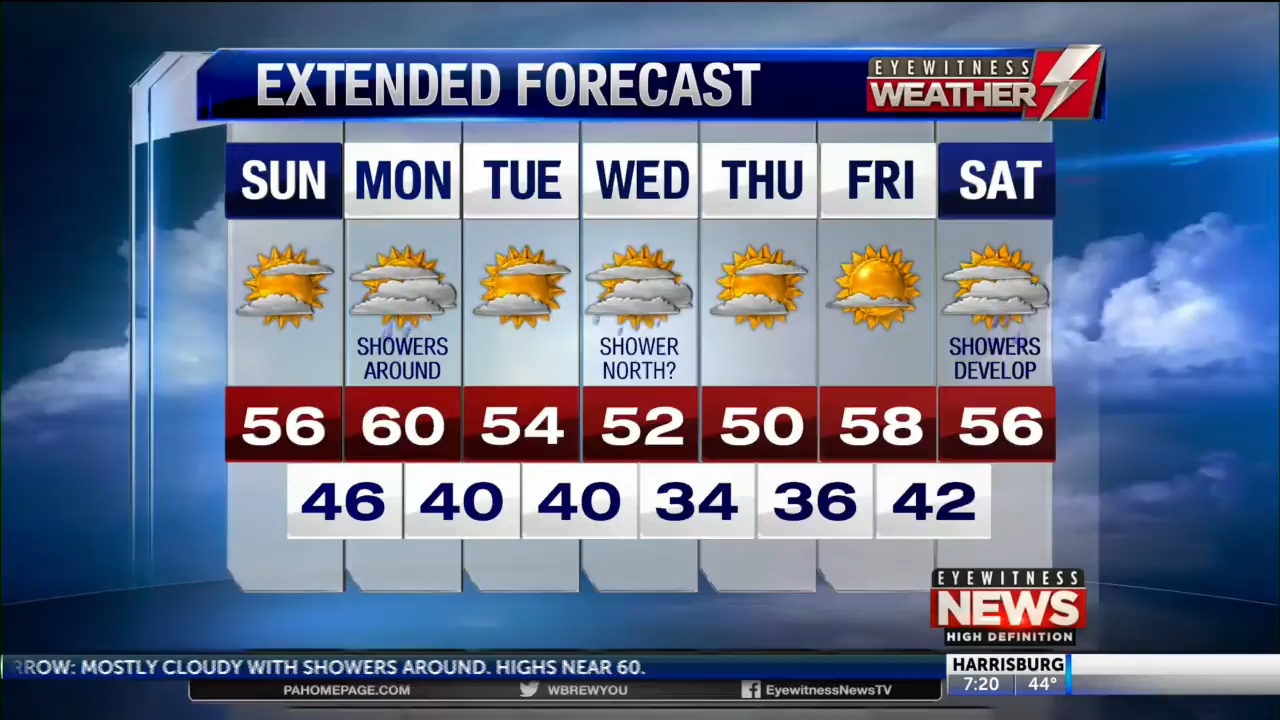 EXTENDED FORECAST
EYEWITNESS
WEATHER
SUN MON TUE WED THU FRI SAT
SHOWERS AROUND
SHOWER NORTH?
SHOWERS DEVELOP
56 60 54 52 50 58 56
46 40 40 34 36 42
EYEWITNESS
NEWS
HIGH DEFINITION
RROW: MOSTLY CLOUDY WITH SHOWERS AROUND. HIGHS NEAR 60.
HARRISBURG
7:20 44°
PAHOMEPAGE.COM WBREWYOU EyewitnessNewsTV